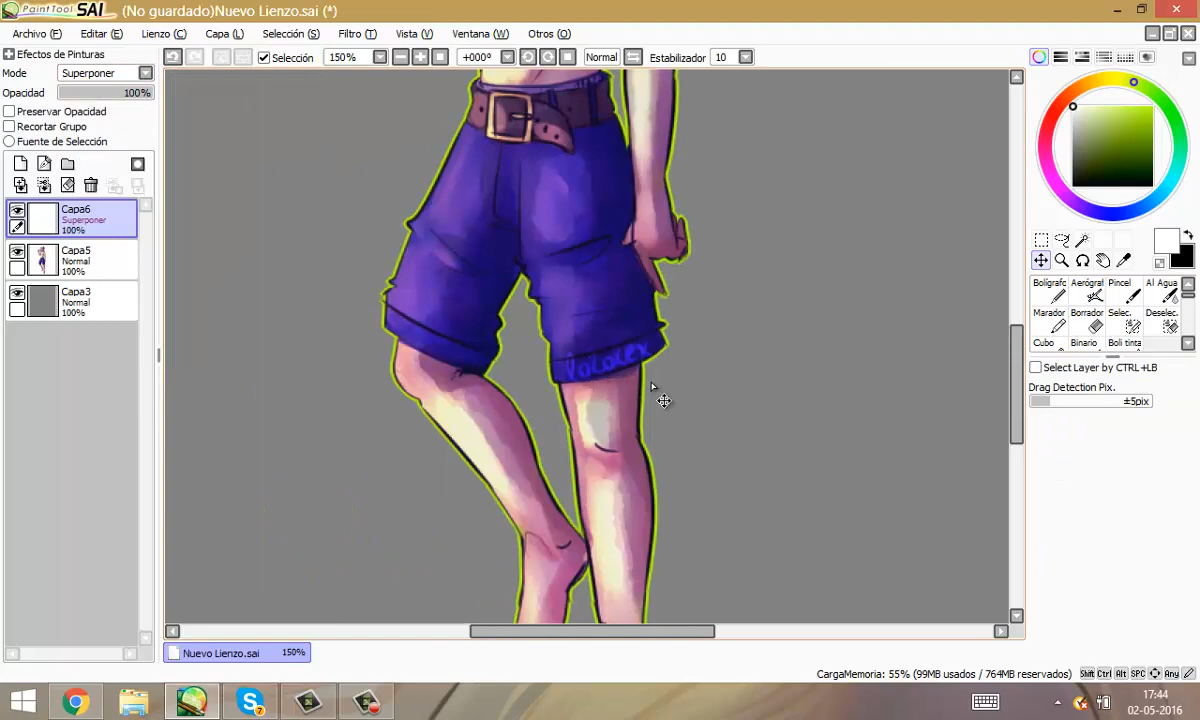 PaintTool SAI (No guardado)Nuevo Lienzo.sai (*)
Archivo (F) Editar (E) Lienzo (C) Capa (L) Selección (S) Filtro (T) Vista (V) Ventana (W) Otros (O)
Efectos de Pinturas
Selección 150% +000º Normal Estabilizador 10
Mode Superponer
Opacidad 100%
Preservar Opacidad
Recortar Grupo
Fuente de Selección
Capa6
Superponer
100%
Capa5
Normal
100%
Capa3
Normal
100%
Bolígrafo Aerógrafo Pincel Al Agua
Marador Borrador Selec. Deselec.
Cubo Binario Boli tinta
Select Layer by CTRL+LB
Drag Detection Pix.
±5pix
Nuevo Lienzo.sai 150%
CargaMemoria: 55% (99MB usados / 764MB reservados)
Shift Ctrl Alt SPC Any
17:44
02-05-2016